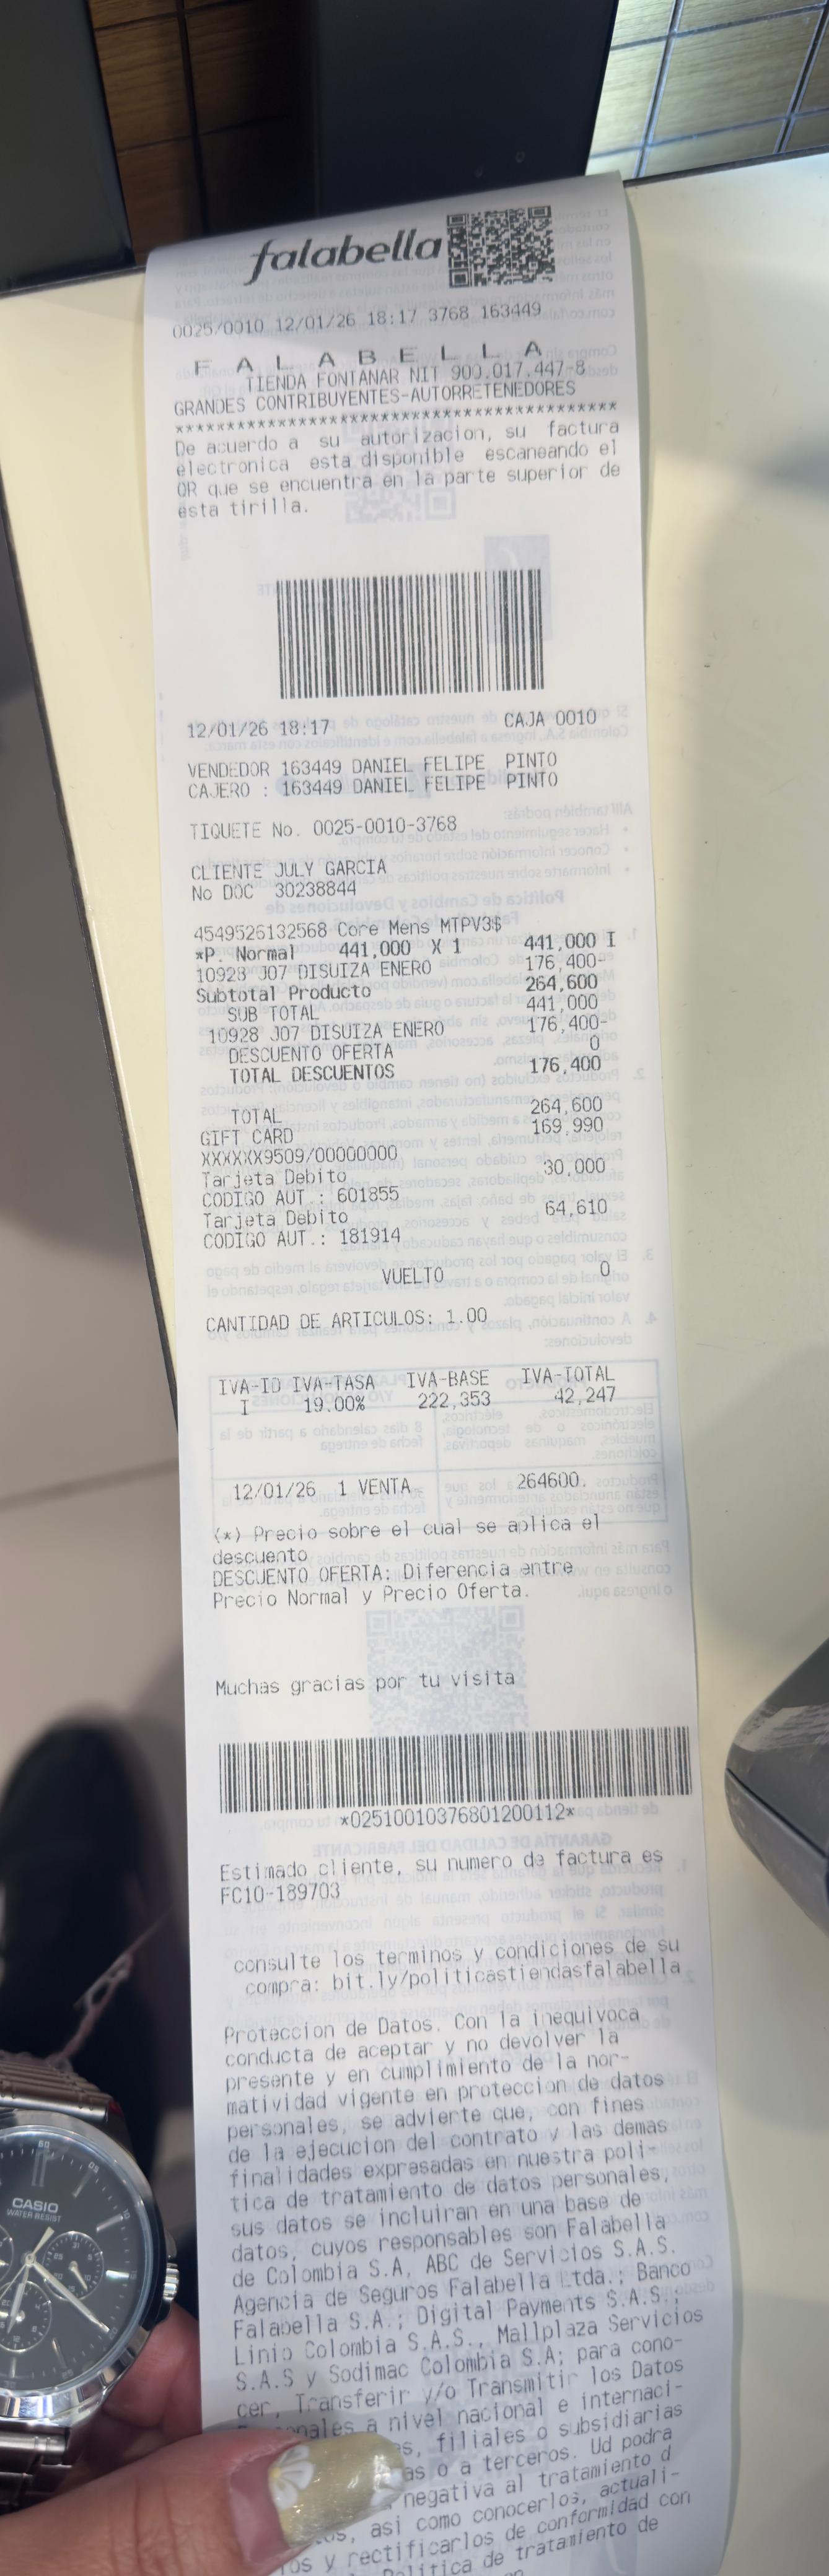 falabella
0025/0010 12/01/26 18:17 3768 163449
F A L A B E L L A
TIENDA FONTANAR NIT 900.017.447-8
GRANDES CONTRIBUYENTES-AUTORRETENEDORES
******************************************
De acuerdo a su autorizacion, su factura
electronica esta disponible escaneando el
QR que se encuentra en la parte superior de
esta tirilla.
12/01/26 18:17 CAJA 0010
VENDEDOR 163449 DANIEL FELIPE PINTO
CAJERO : 163449 DANIEL FELIPE PINTO
TIQUETE No. 0025-0010-3768
CLIENTE JULY GARCIA
No DOC 30238844
4549526132568 Core Mens MTPV3$
*P. Normal 441,000 X 1 441,000 I
10928 J07 DISUIZA ENERO 176,400-
Subtotal Producto 264,600
SUB TOTAL 441,000
10928 J07 DISUIZA ENERO 176,400-
DESCUENTO OFERTA 0
TOTAL DESCUENTOS 176,400
TOTAL 264,600
GIFT CARD 169,990
XXXXXX9509/00000000
Tarjeta Debito 30,000
CODIGO AUT.: 601855
Tarjeta Debito 64,610
CODIGO AUT.: 181914
VUELTO 0
CANTIDAD DE ARTICULOS: 1.00
IVA-ID IVA-TASA IVA-BASE IVA-TOTAL
I 19.00% 222,353 42,247
12/01/26 1 VENTA 264600.
(*) Precio sobre el cual se aplica el
descuento
DESCUENTO OFERTA: Diferencia entre
Precio Normal y Precio Oferta.
Muchas gracias por tu visita
*02510010376801200112*
Estimado cliente, su numero de factura es
FC10-189703
consulte los terminos y condiciones de su
compra: bit.ly/politicastiendasfalabella
Proteccion de Datos. Con la inequivoca
conducta de aceptar y no devolver la
presente y en cumplimiento de la nor-
matividad vigente en proteccion de datos
personales, se advierte que, con fines
de la ejecucion del contrato y las demas
finalidades expresadas en nuestra poli-
tica de tratamiento de datos personales,
sus datos se incluiran en una base de
datos, cuyos responsables son Falabella
de Colombia S.A, ABC de Servicios S.A.S.
Agencia de Seguros Falabella Ltda.; Banco
Falabella S.A.; Digital Payments S.A.S.;
Linio Colombia S.A.S., Mallplaza Servicios
S.A.S y Sodimac Colombia S.A; para cono-
cer, Transferir y/o Transmitir los Datos
a nivel nacional e internaci-
filiales o subsidiarias
o a terceros. Ud podra
negativa al tratamiento d
asi como conocerlos, actuali-
y rectificarlos de conformidad con
Politica de tratamiento de
CASIO
WATER RESIST